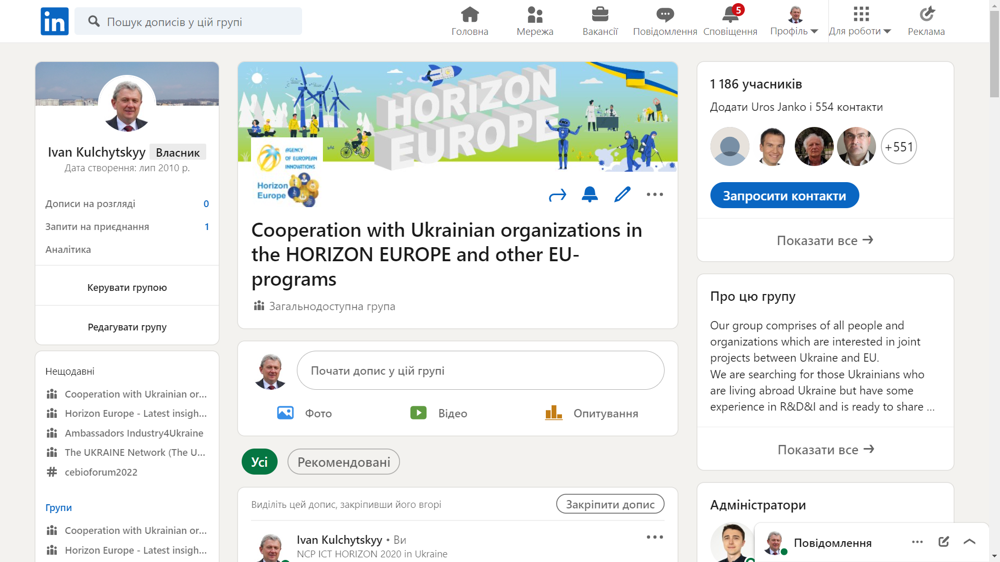 in
Пошук дописів у цій групі
Головна
Мережа
Вакансії
Повідомлення
5
Сповіщення
Профіль
Для роботи
Реклама
Ivan Kulchytskyy Власник
Дата створення: лип 2010 р.
Дописи на розгляді 0
Запити на приєднання 1
Аналітика
Керувати групою
Редагувати групу
Нещодавні
Cooperation with Ukrainian or...
Horizon Europe - Latest insigh...
Ambassadors Industry4Ukraine
The UKRAINE Network (The U...
cebioforum2022
Групи
Cooperation with Ukrainian or...
Horizon Europe - Latest insigh...
HORIZON
EUROPE
AGENCY
OF EUROPEAN
INNOVATIONS
Horizon
Europe
Cooperation with Ukrainian organizations in
the HORIZON EUROPE and other EU-
programs
Загальнодоступна група
Почати допис у цій групі
Фото
Відео
Опитування
Усі
Рекомендовані
Виділіть цей допис, закріпивши його вгорі
Закріпити допис
Ivan Kulchytskyy • Ви
NCP ICT HORIZON 2020 in Ukraine
1 186 учасників
Додати Uros Janko і 554 контакти
+551
Запросити контакти
Показати все →
Про цю групу
Our group comprises of all people and
organizations which are interested in joint
projects between Ukraine and EU.
We are searching for those Ukrainians who
are living abroad Ukraine but have some
experience in R&D&I and is ready to share ...
Показати все →
Адміністратори
Повідомлення